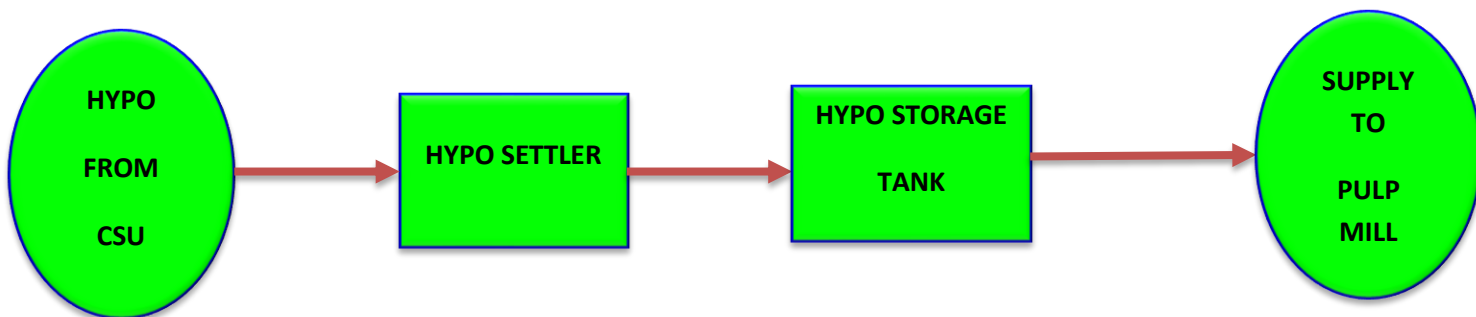 HYPO
FROM
CSU
HYPO SETTLER
HYPO STORAGE
TANK
SUPPLY
TO
PULP
MILL